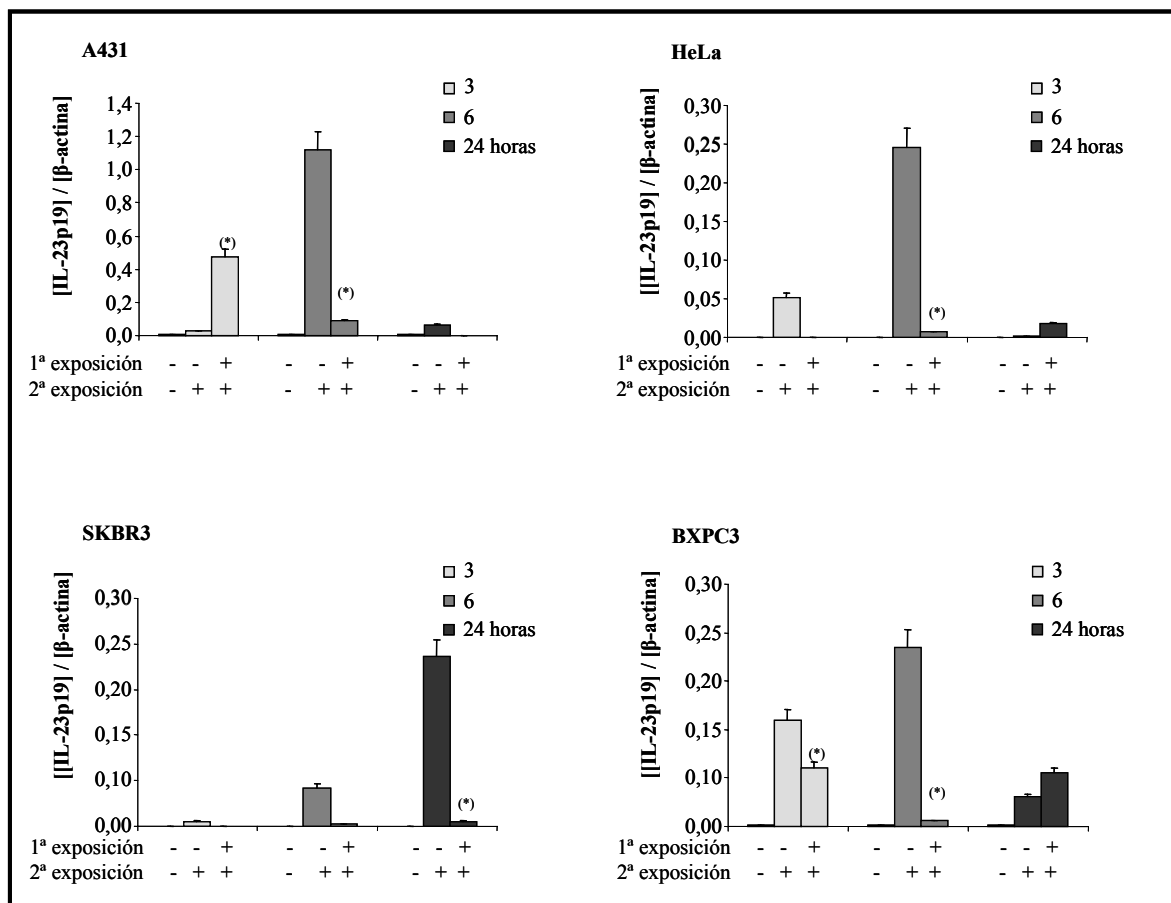 A431
[IL-23p19] / [β-actina]
1,4
1.2
1.0
0,8
0.6
0,4
0.2
0,0
3
6
24 horas
(*)
(*)
1ª exposición - - + - - + - - +
2ª exposición - + + - + + - + +
HeLa
[[IL-23p19] / [β-actina]
0,30
0,25
0,20
0,15
0,10
0,05
0,00
3
6
24 horas
(*)
1ª exposición - - + - - + - - +
2ª exposición - + + - + + - + +
SKBR3
[[IL-23p19] / [β-actina]
0,30
0,25
0,20
0,15
0,10
0,00
3
6
24 horas
(*)
1ª exposición - - + - - + - - +
2ª exposición - + + - + + - + +
BXPC3
[[IL-23p19] / [β-actina]
0,30
0,25
0,20
0,15
0,10
0,00
3
6
24 horas
(*)
(*)
1ª exposición - - + - - + - - +
2ª exposición - + + - + + - + +